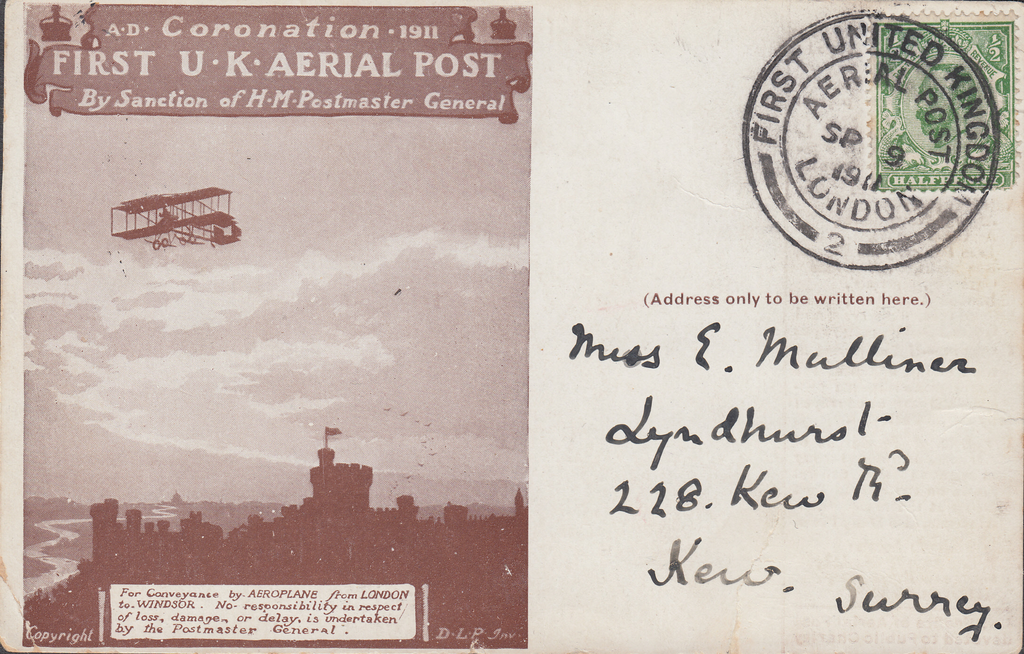 A·D· Coronation ·1911
FIRST U·K·AERIAL POST
By Sanction of H·M·Postmaster General
For Conveyance by AEROPLANE from LONDON
to WINDSOR. No responsibility in respect
of loss, damage, or delay, is undertaken
by the Postmaster General.
Copyright
D·L·P· Inv.
FIRST UNITED KINGDOM
AERIAL POST
SP 9
1911
LONDON
2
½
HALFPE
(Address only to be written here.)
Miss E. Mulliner
Lyndhurst
228. Kew Rd.
Kew.
Surrey.